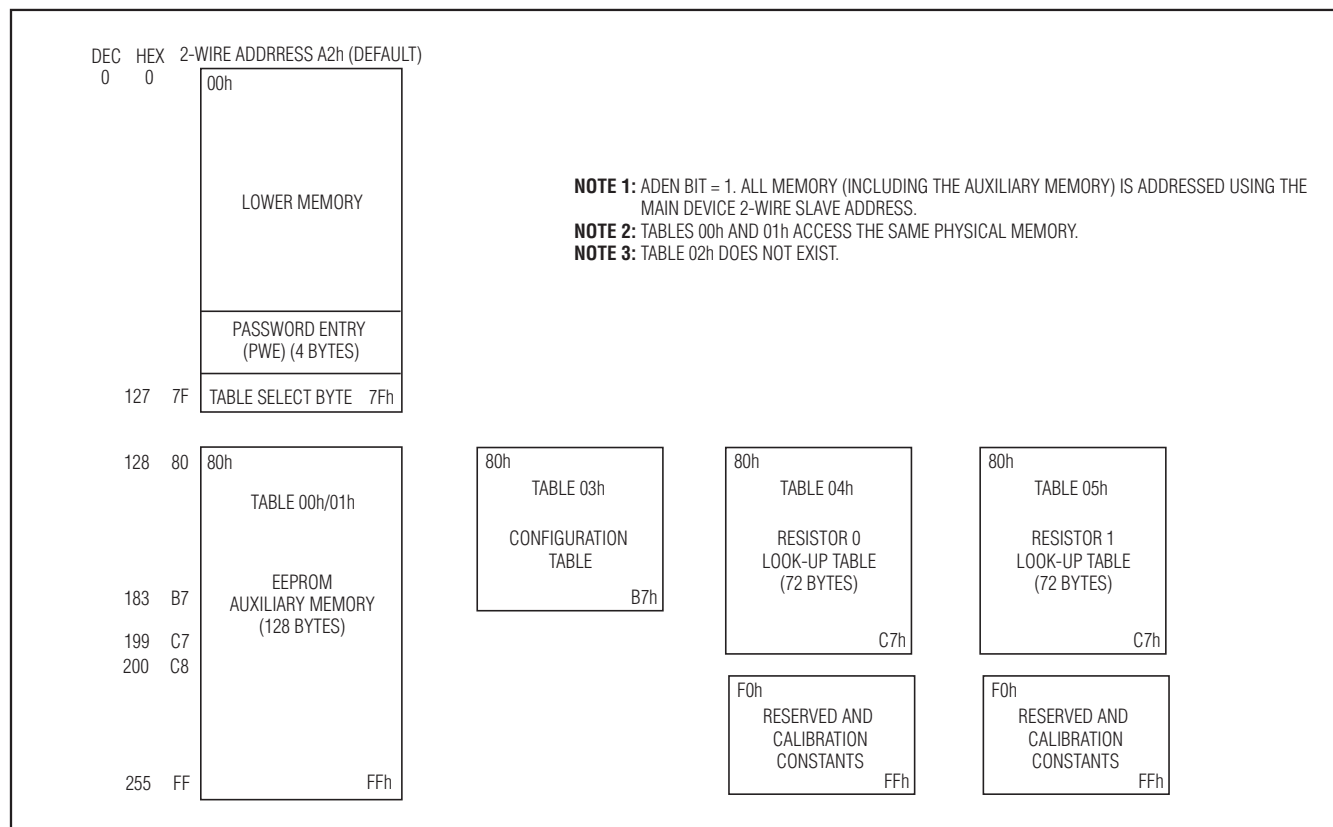 DEC HEX 2-WIRE ADDRRESS A2h (DEFAULT)
0 0
00h
LOWER MEMORY
PASSWORD ENTRY
(PWE) (4 BYTES)
127 7F TABLE SELECT BYTE 7Fh
NOTE 1: ADEN BIT = 1. ALL MEMORY (INCLUDING THE AUXILIARY MEMORY) IS ADDRESSED USING THE
MAIN DEVICE 2-WIRE SLAVE ADDRESS.
NOTE 2: TABLES 00h AND 01h ACCESS THE SAME PHYSICAL MEMORY.
NOTE 3: TABLE 02h DOES NOT EXIST.
128 80 80h
TABLE 00h/01h
EEPROM
AUXILIARY MEMORY
(128 BYTES)
183 B7
199 C7
200 C8
255 FF FFh
80h
TABLE 03h
CONFIGURATION
TABLE
B7h
80h
TABLE 04h
RESISTOR 0
LOOK-UP TABLE
(72 BYTES)
C7h
F0h
RESERVED AND
CALIBRATION
CONSTANTS
FFh
80h
TABLE 05h
RESISTOR 1
LOOK-UP TABLE
(72 BYTES)
C7h
F0h
RESERVED AND
CALIBRATION
CONSTANTS
FFh